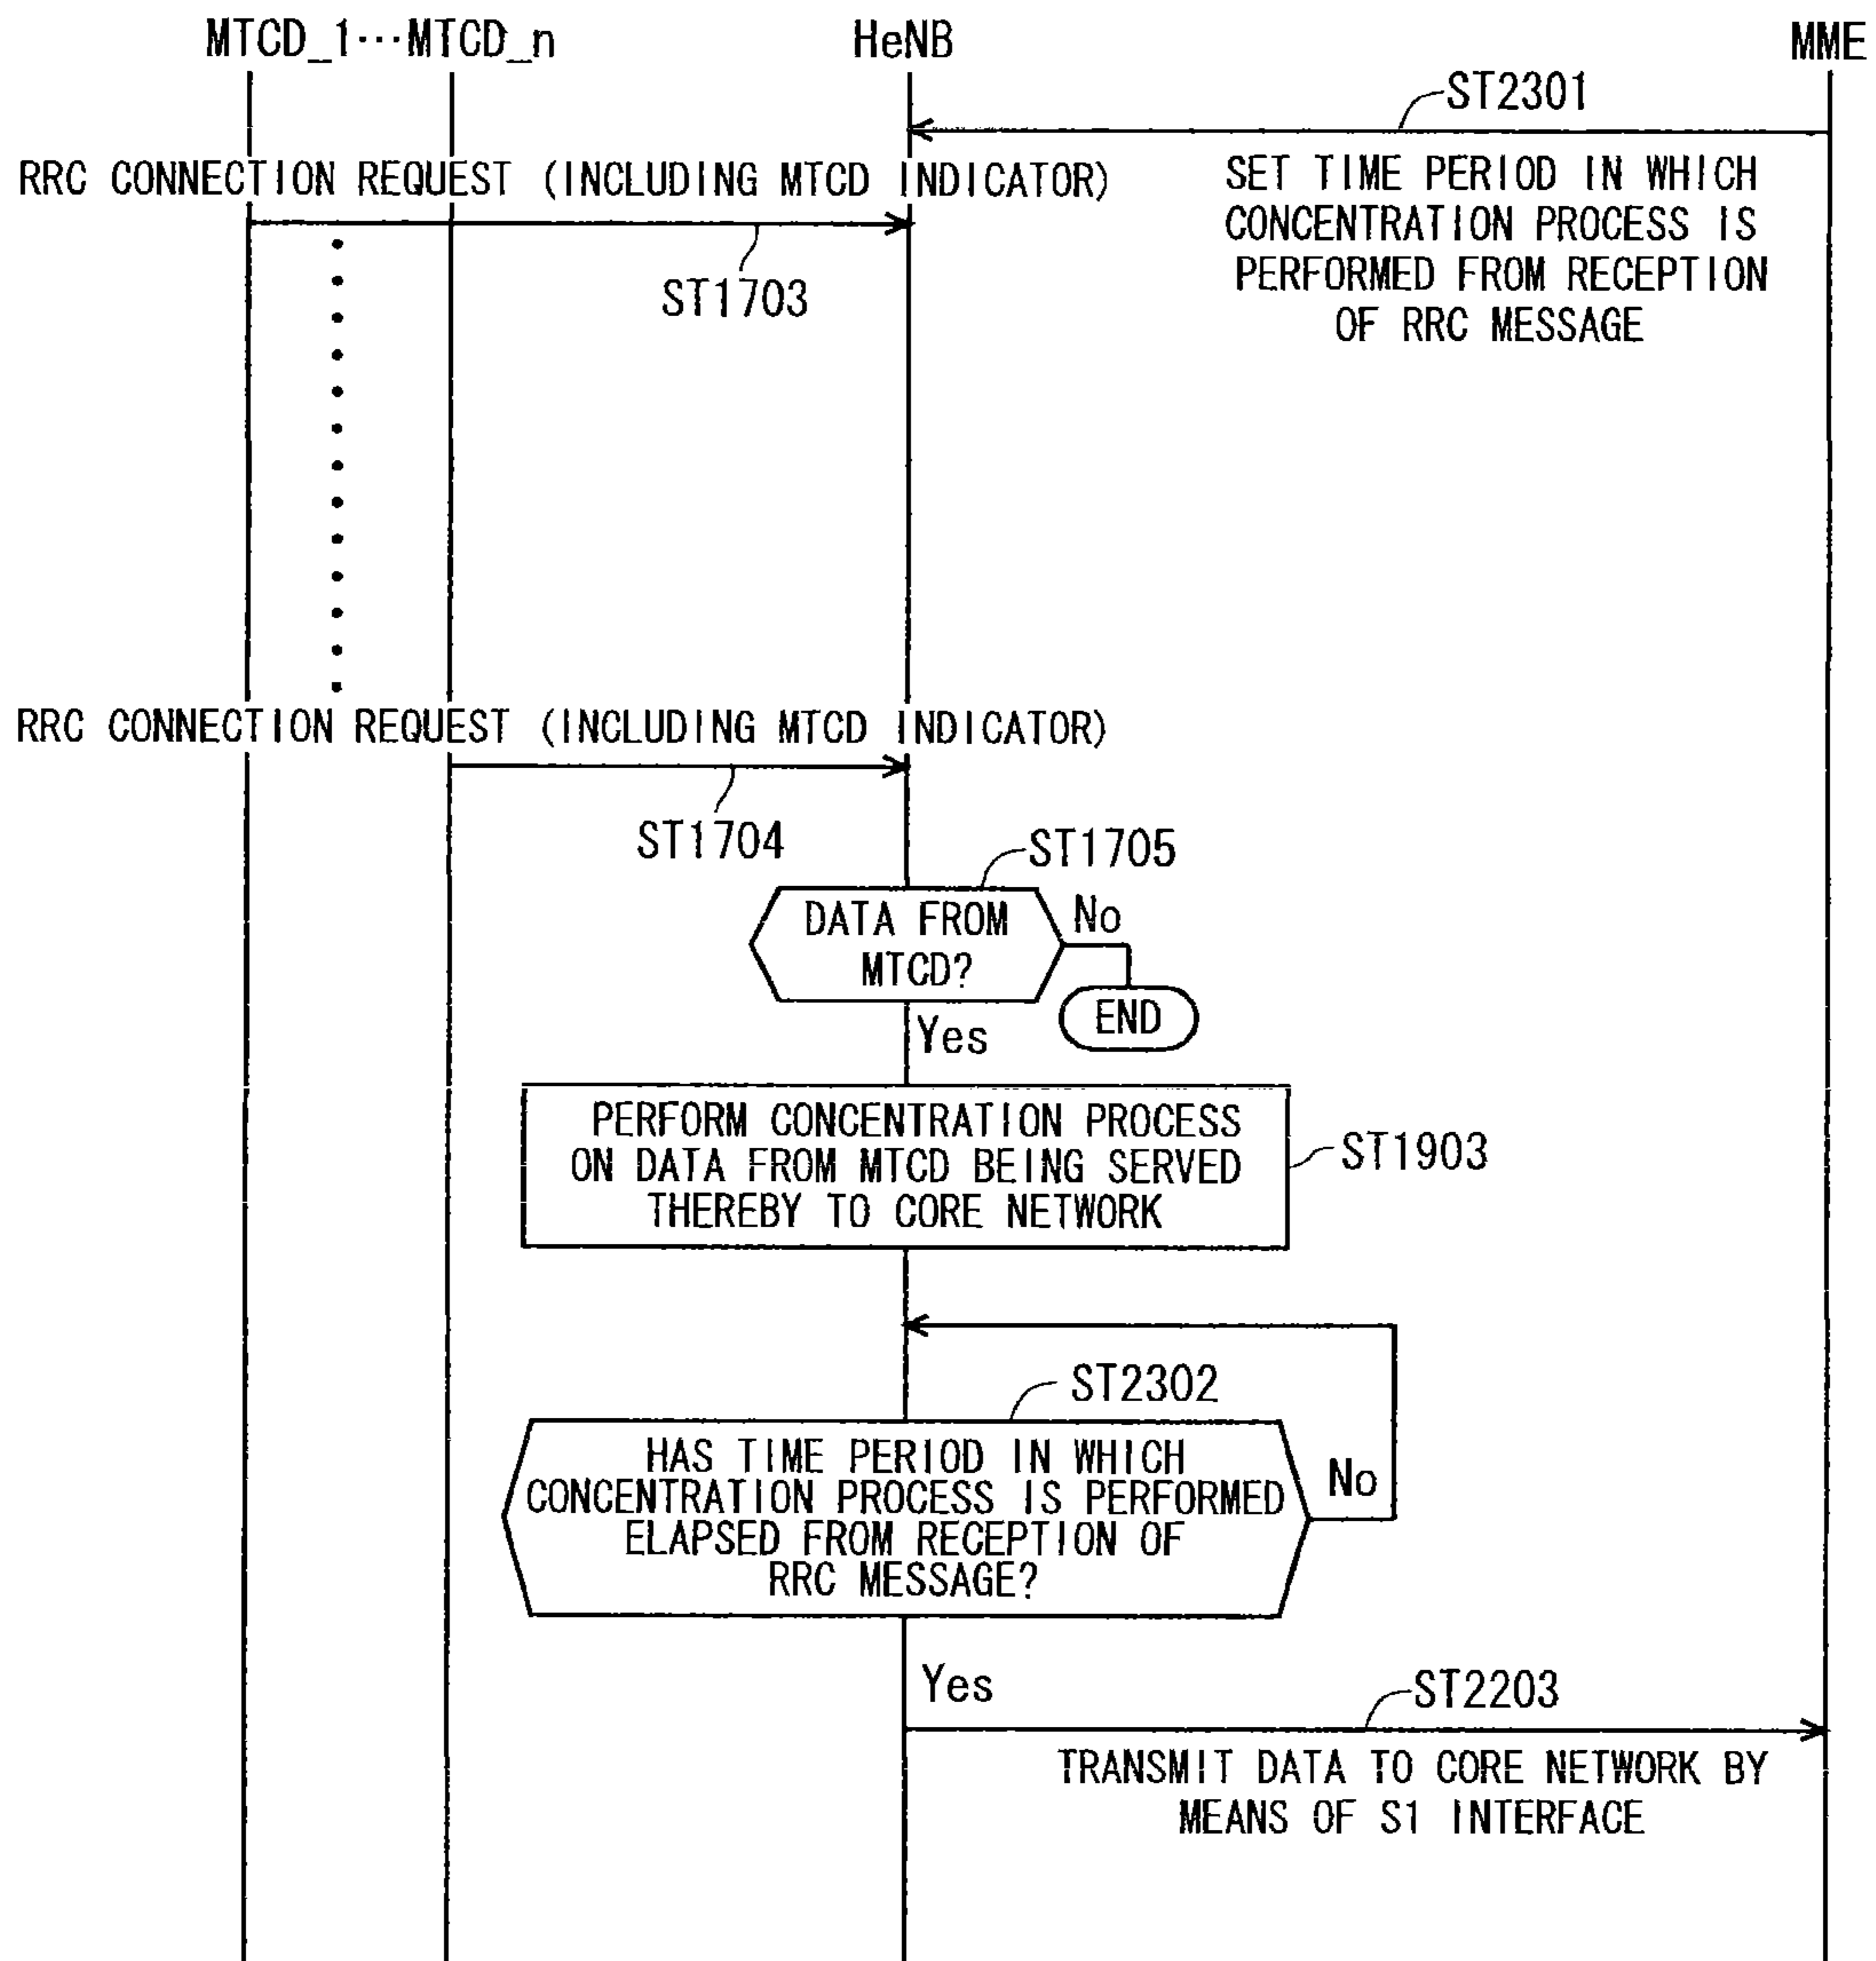 MTCD_1···MTCD_n
HeNB
MME
ST2301
RRC CONNECTION REQUEST (INCLUDING MTCD INDICATOR)
SET TIME PERIOD IN WHICH
CONCENTRATION PROCESS IS
PERFORMED FROM RECEPTION
OF RRC MESSAGE
ST1703
RRC CONNECTION REQUEST (INCLUDING MTCD INDICATOR)
ST1704
ST1705
DATA FROM
MTCD?
No
END
Yes
PERFORM CONCENTRATION PROCESS
ON DATA FROM MTCD BEING SERVED
THEREBY TO CORE NETWORK
ST1903
ST2302
HAS TIME PERIOD IN WHICH
CONCENTRATION PROCESS IS PERFORMED
ELAPSED FROM RECEPTION OF
RRC MESSAGE?
No
Yes
ST2203
TRANSMIT DATA TO CORE NETWORK BY
MEANS OF S1 INTERFACE